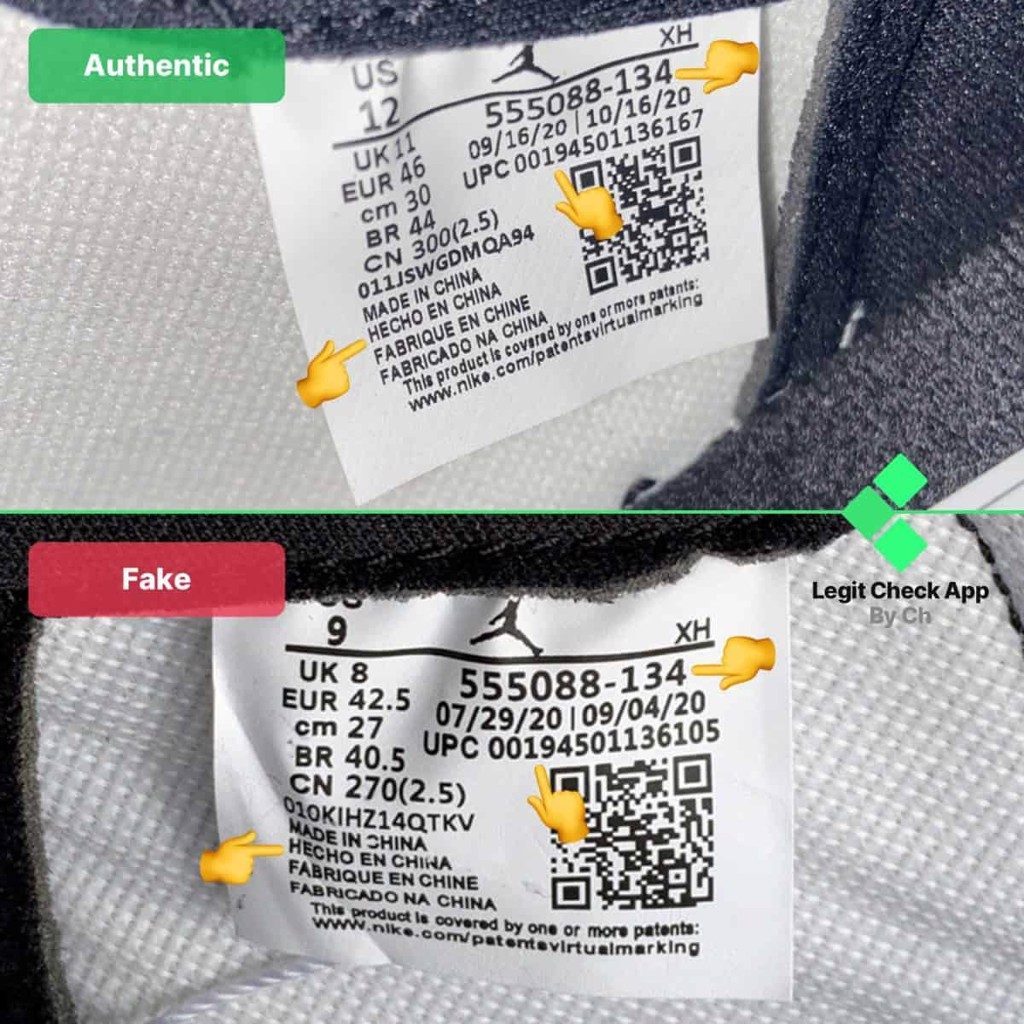 Authentic
US
12
UK 11
EUR 46
cm 30
BR 44
CN 300(2.5)
XH
555088-134
09/16/20 | 10/16/20
UPC 00194501136167
011JSWGDMQA94
MADE IN CHINA
HECHO EN CHINA
FABRIQUE EN CHINE
FABRICADO NA CHINA
This product is covered by one or more patents:
www.nike.com/patentsvirtualmarking
Fake
US
9
UK 8
EUR 42.5
cm 27
BR 40.5
CN 270(2.5)
XH
555088-134
07/29/20 | 09/04/20
UPC 00194501136105
010KIHZ14QTKV
MADE IN CHINA
HECHO EN CHINA
FABRIQUE EN CHINE
FABRICADO NA CHINA
This product is covered by one or more patents:
www.nike.com/patentsvirtualmarking
Legit Check App
By Ch